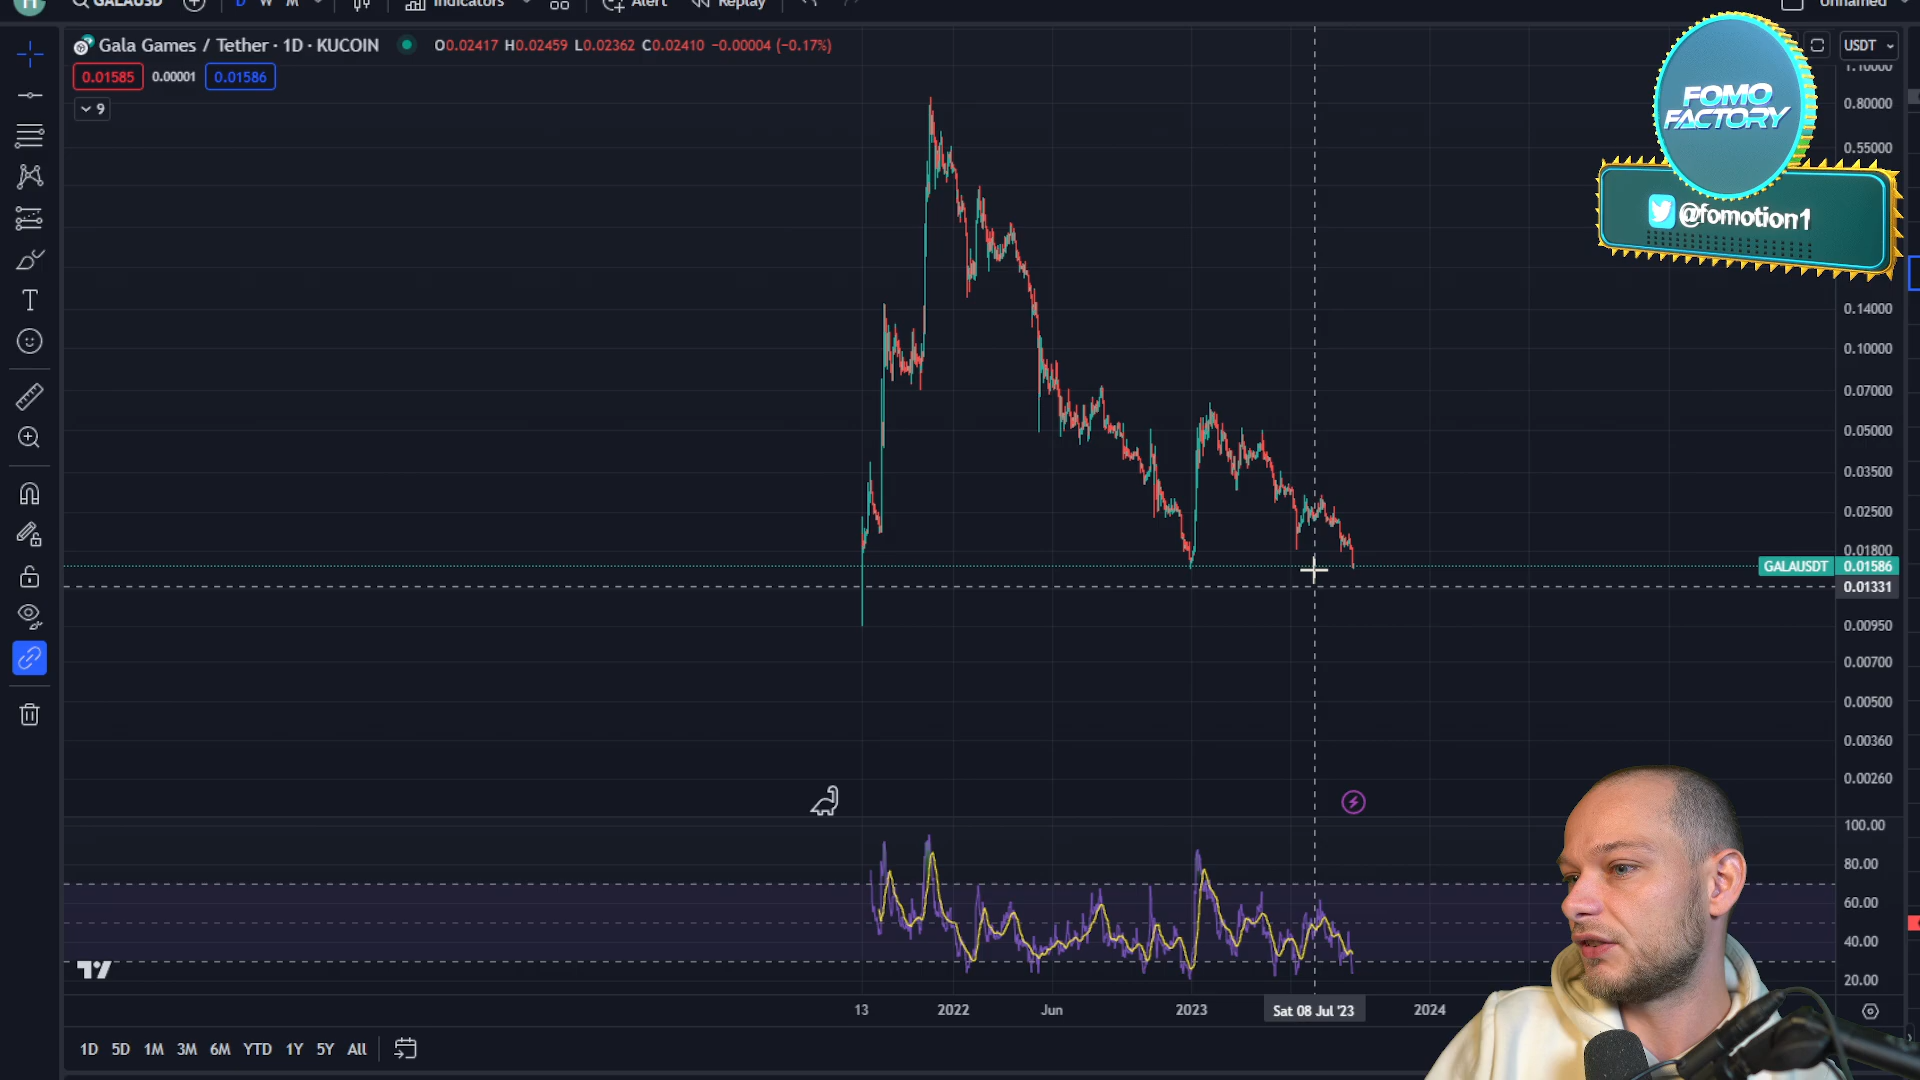 GALAUSD
D W M
Indicators
Alert
Replay
Unnamed
Gala Games / Tether · 1D · KUCOIN
O0.02417 H0.02459 L0.02362 C0.02410 −0.00004 (−0.17%)
USDT
0.01585 0.00001 0.01586
9
FOMO
FACTORY
@fomotion1
1.10000
0.80000
0.55000
0.14000
0.10000
0.07000
0.05000
0.03500
0.02500
0.01800
GALAUSDT 0.01586
0.01331
0.00950
0.00700
0.00500
0.00360
0.00260
100.00
80.00
60.00
40.00
20.00
13 2022 Jun 2023 Sat 08 Jul '23 2024
1D 5D 1M 3M 6M YTD 1Y 5Y All